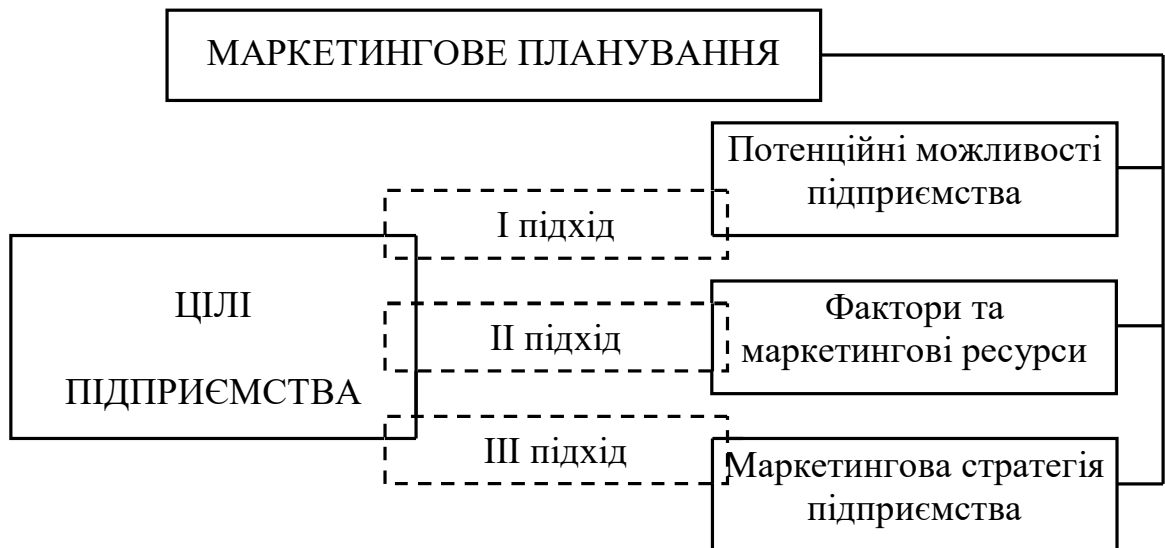 МАРКЕТИНГОВЕ ПЛАНУВАННЯ
Потенційні можливості
підприємства
І підхід
ЦІЛІ
ПІДПРИЄМСТВА
ІІ підхід
Фактори та
маркетингові ресурси
ІІІ підхід
Маркетингова стратегія
підприємства